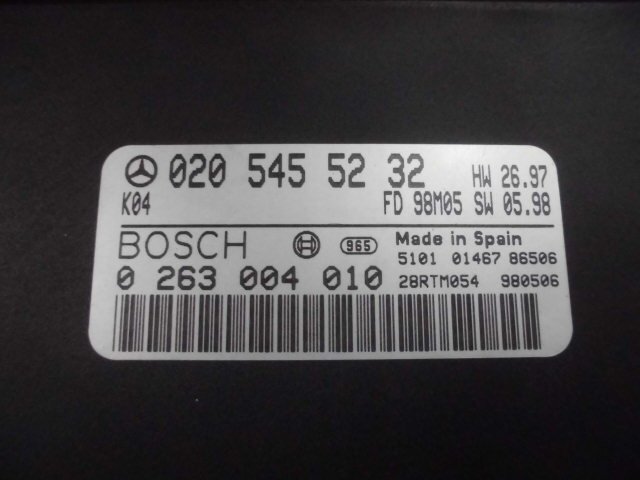 020 545 52 32 HW 26.97
K04 FD 98M05 SW 05.98
BOSCH 965 Made in Spain
5101 01467 86506
0 263 004 010 28RTM054 980506